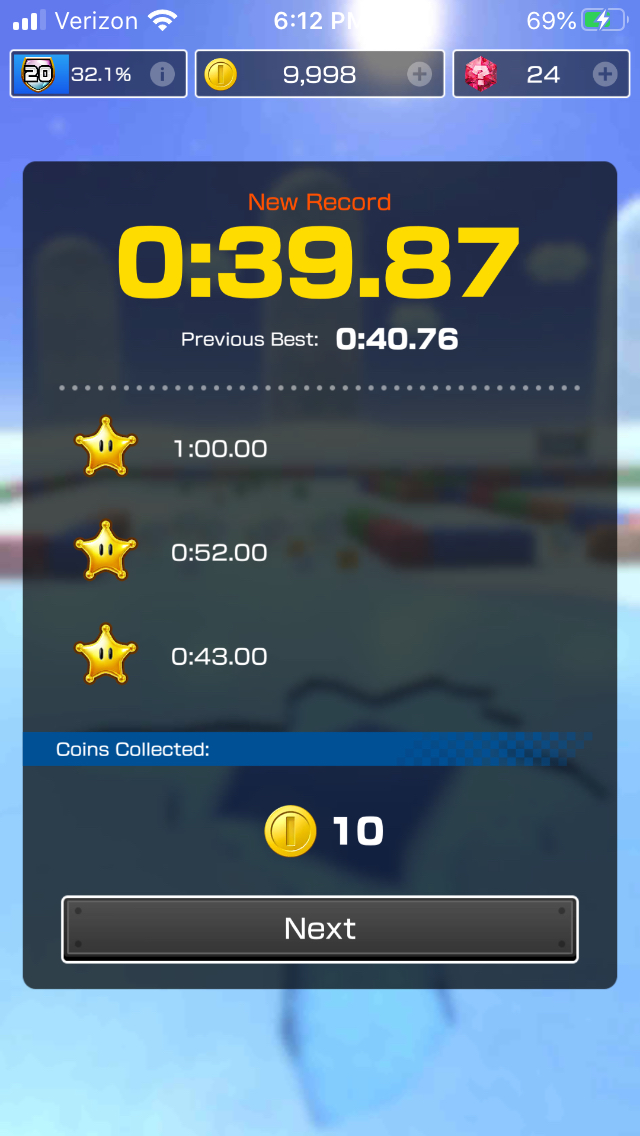 Verizon 6:12 PM 69%
20 32.1% i 9,998 + ? 24 +
New Record
0:39.87
Previous Best: 0:40.76
1:00.00
0:52.00
0:43.00
Coins Collected:
10
Next